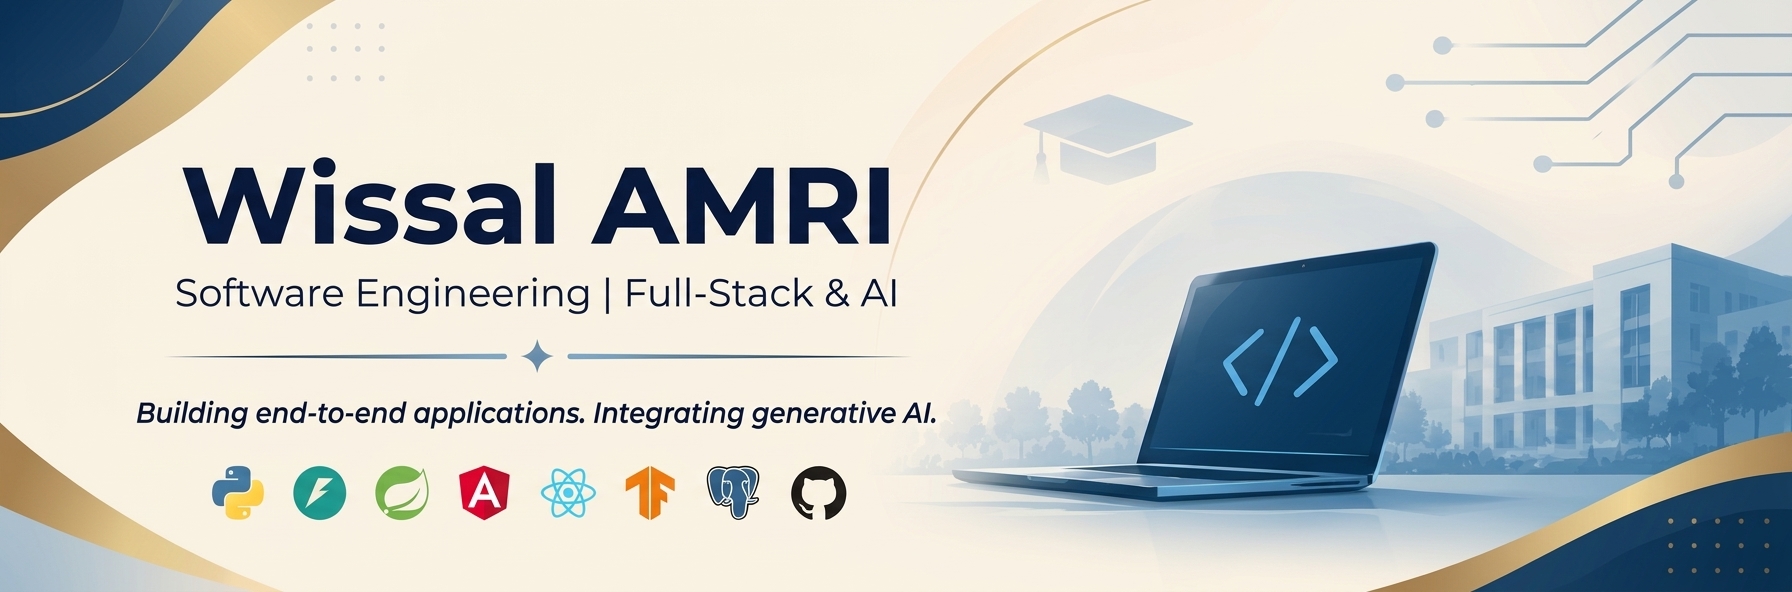 Wissal AMRI
Software Engineering | Full-Stack & AI
Building end-to-end applications. Integrating generative AI.
</>